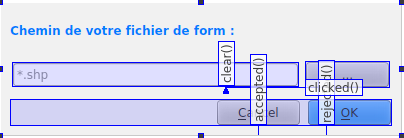 Chemin de votre fichier de form :
*.shp
clear()
...
clicked()
accepted()
rejected()
Cancel
OK